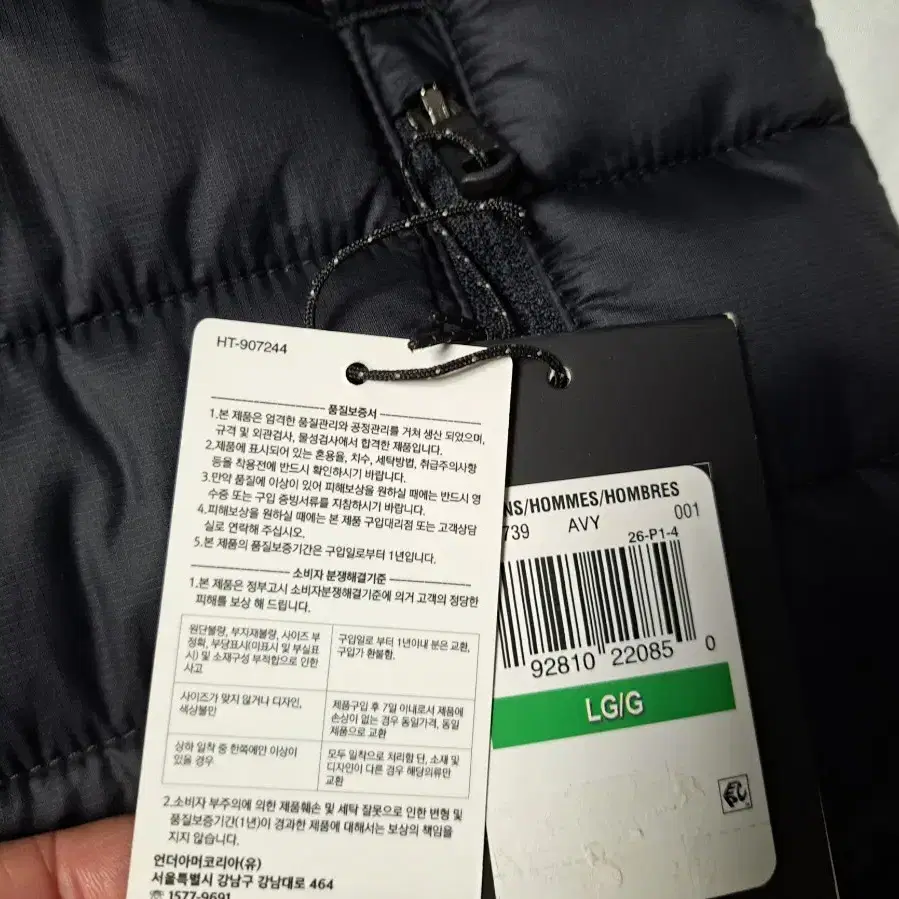 HT-907244
품질보증서
1.본 제품은 엄격한 품질관리와 공정관리를 거쳐 생산 되었으며,
규격 및 외관검사, 물성검사에서 합격한 제품입니다.
2.제품에 표시되어 있는 혼용율, 치수, 세탁방법, 취급주의사항
등을 착용전에 반드시 확인하시기 바랍니다.
3.만약 품질에 이상이 있어 피해보상을 원하실 때에는 반드시 영
수증 또는 구입 증빙서류를 지참하시기 바랍니다.
4.피해보상을 원하실 때에는 본 제품 구입대리점 또는 고객상담
실로 연락해 주십시오.
5.본 제품의 품질보증기간은 구입일로부터 1년입니다.
소비자 분쟁해결기준
1.본 제품은 정부고시 소비자분쟁해결기준에 의거 고객의 정당한
피해를 보상 해 드립니다.
원단불량, 부자재불량, 사이즈 부
정확, 부당표시(미표시 및 부실표
시) 및 소재구성 부적합으로 인한
사고
구입일로 부터 1년이내 분은 교환,
구입가 환불함.
사이즈가 맞지 않거나 디자인,
색상불만
제품구입 후 7일 이내로서 제품에
손상이 없는 경우 동일가격, 동일
제품으로 교환
상하 일착 중 한쪽에만 이상이
있을 경우
모두 일착으로 처리함 단, 소재 및
디자인이 다른 경우 해당의류만
교환
2.소비자 부주의에 의한 제품훼손 및 세탁 잘못으로 인한 변형 및
품질보증기간(1년)이 경과한 제품에 대해서는 보상의 책임을
지지 않습니다.
언더아머코리아(유)
서울특별시 강남구 강남대로 464
☏ 1577-9691
NS/HOMMES/HOMBRES
739 AVY 001
26-P1-4
92810 22085 0
LG/G